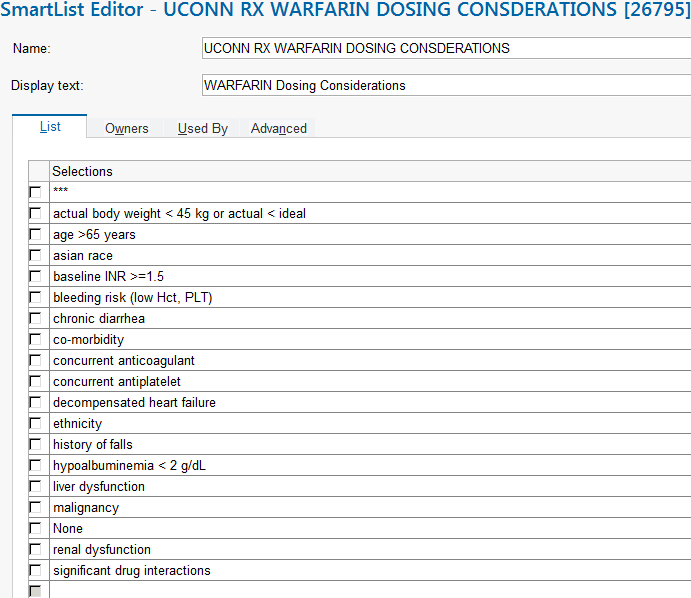 SmartList Editor - UCONN RX WARFARIN DOSING CONSDERATIONS [26795]
Name: UCONN RX WARFARIN DOSING CONSDERATIONS
Display text: WARFARIN Dosing Considerations
List Owners Used By Advanced
Selections
***
actual body weight < 45 kg or actual < ideal
age >65 years
asian race
baseline INR >=1.5
bleeding risk (low Hct, PLT)
chronic diarrhea
co-morbidity
concurrent anticoagulant
concurrent antiplatelet
decompensated heart failure
ethnicity
history of falls
hypoalbuminemia < 2 g/dL
liver dysfunction
malignancy
None
renal dysfunction
significant drug interactions